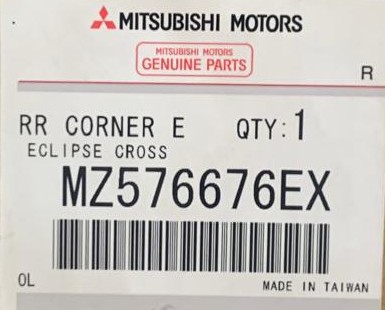 MITSUBISHI MOTORS
MITSUBISHI MOTORS
GENUINE PARTS
R
RR CORNER E QTY:1
ECLIPSE CROSS
MZ576676EX
OL
MADE IN TAIWAN